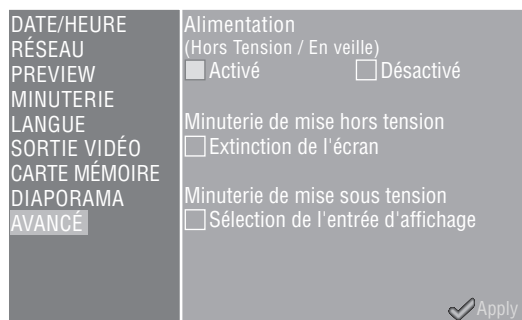 DATE/HEURE
RÉSEAU
PREVIEW
MINUTERIE
LANGUE
SORTIE VIDÉO
CARTE MÉMOIRE
DIAPORAMA
AVANCÉ
Alimentation
(Hors Tension / En veille)
Activé Désactivé
Minuterie de mise hors tension
Extinction de l'écran
Minuterie de mise sous tension
Sélection de l'entrée d'affichage
Apply